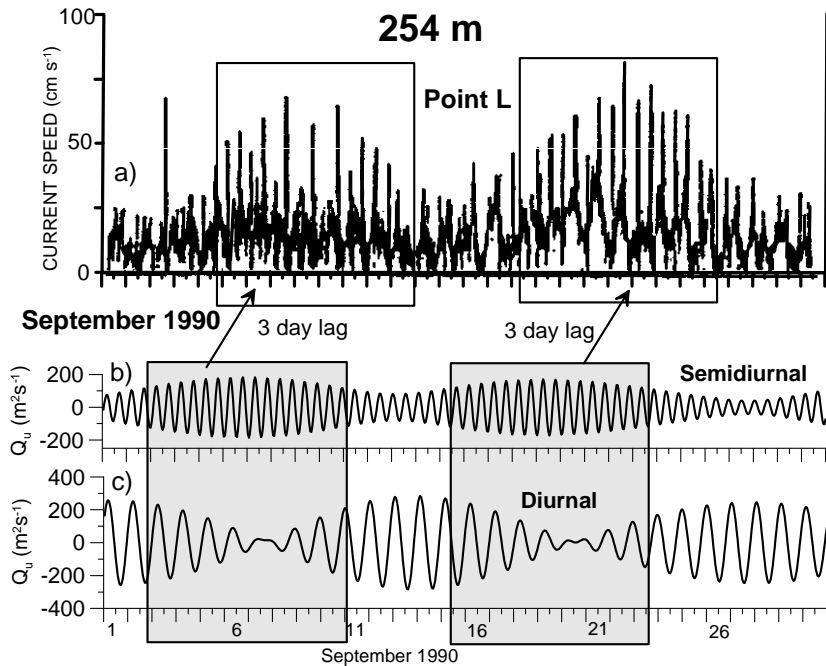 254 m
100
75
50
25
0
CURRENT SPEED (cm s-1)
a)
Point L
September 1990
3 day lag
3 day lag
b)
Semidiurnal
200
0
-200
Qu (m2s-1)
c)
Diurnal
400
200
0
-200
-400
Qu (m2s-1)
1
6
11
16
21
26
September 1990